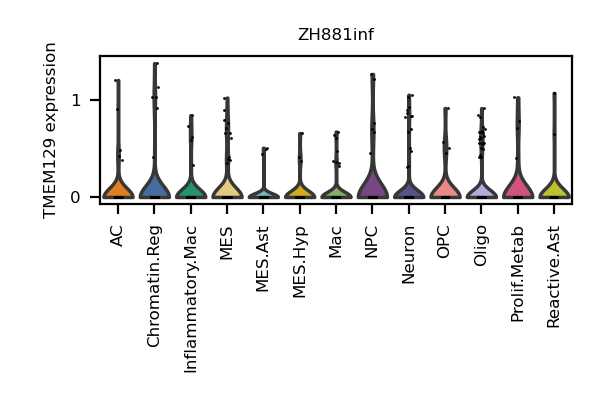 ZH881inf
TMEM129 expression
1
0
AC
Chromatin.Reg
Inflammatory.Mac
MES
MES.Ast
MES.Hyp
Mac
NPC
Neuron
OPC
Oligo
Prolif.Metab
Reactive.Ast